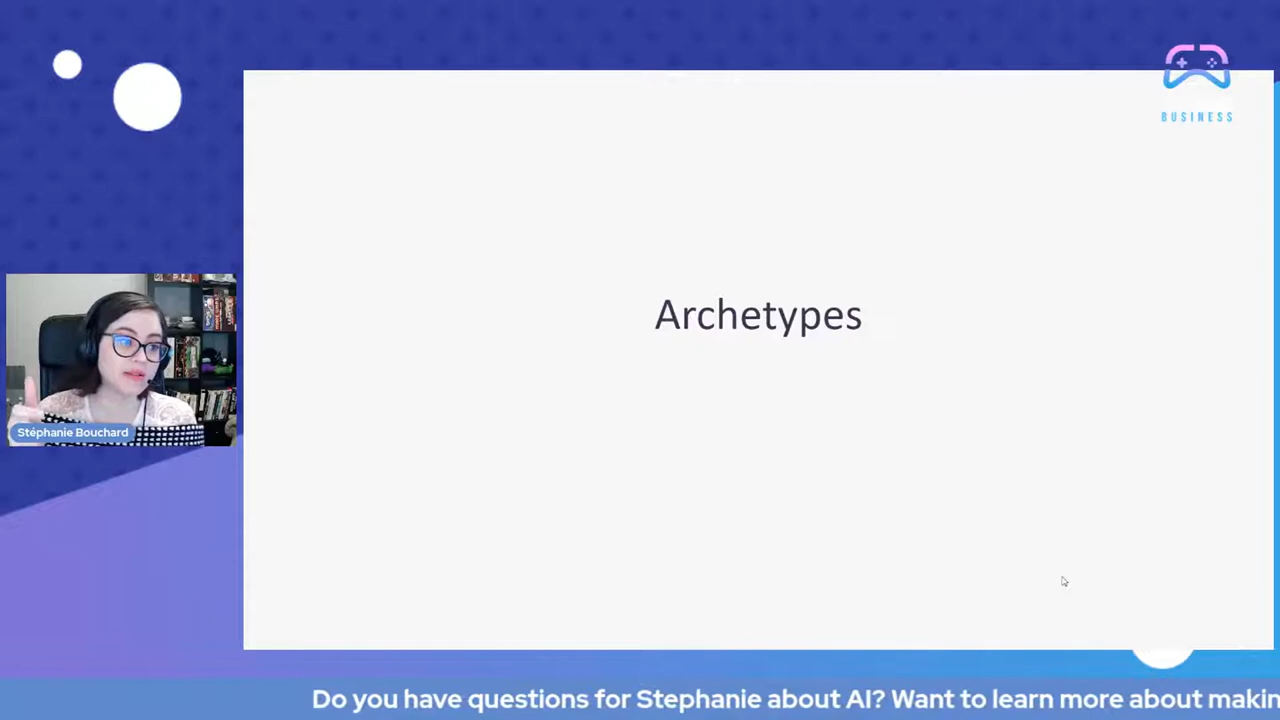 BUSINESS
Archetypes
Stéphanie Bouchard
Do you have questions for Stephanie about AI? Want to learn more about makin